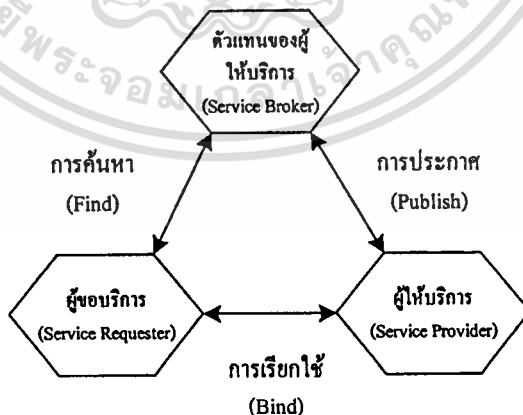 ตัวแทนของผู้
ให้บริการ
(Service Broker)
การค้นหา
(Find)
การประกาศ
(Publish)
ผู้ขอบริการ
(Service Requester)
ผู้ให้บริการ
(Service Provider)
การเรียกใช้
(Bind)